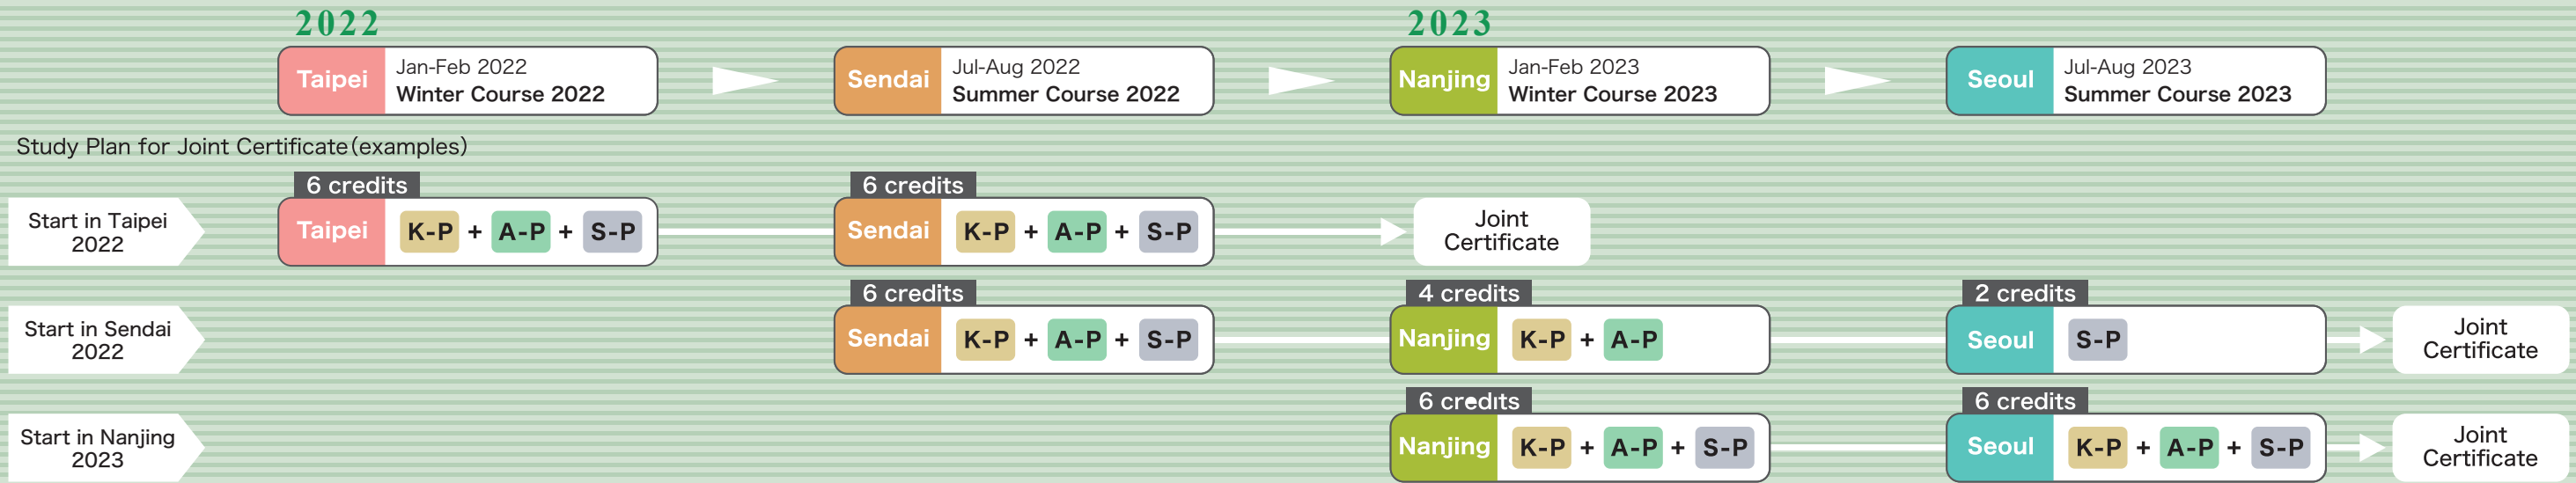 2022
2023
Taipei
Jan-Feb 2022
Winter Course 2022
Sendai
Jul-Aug 2022
Summer Course 2022
Nanjing
Jan-Feb 2023
Winter Course 2023
Seoul
Jul-Aug 2023
Summer Course 2023
Study Plan for Joint Certificate(examples)
Start in Taipei
2022
6 credits
Taipei K-P + A-P + S-P
6 credits
Sendai K-P + A-P + S-P
Joint
Certificate
Start in Sendai
2022
6 credits
Sendai K-P + A-P + S-P
4 credits
Nanjing K-P + A-P
2 credits
Seoul S-P
Joint
Certificate
Start in Nanjing
2023
6 credits
Nanjing K-P + A-P + S-P
6 credits
Seoul K-P + A-P + S-P
Joint
Certificate